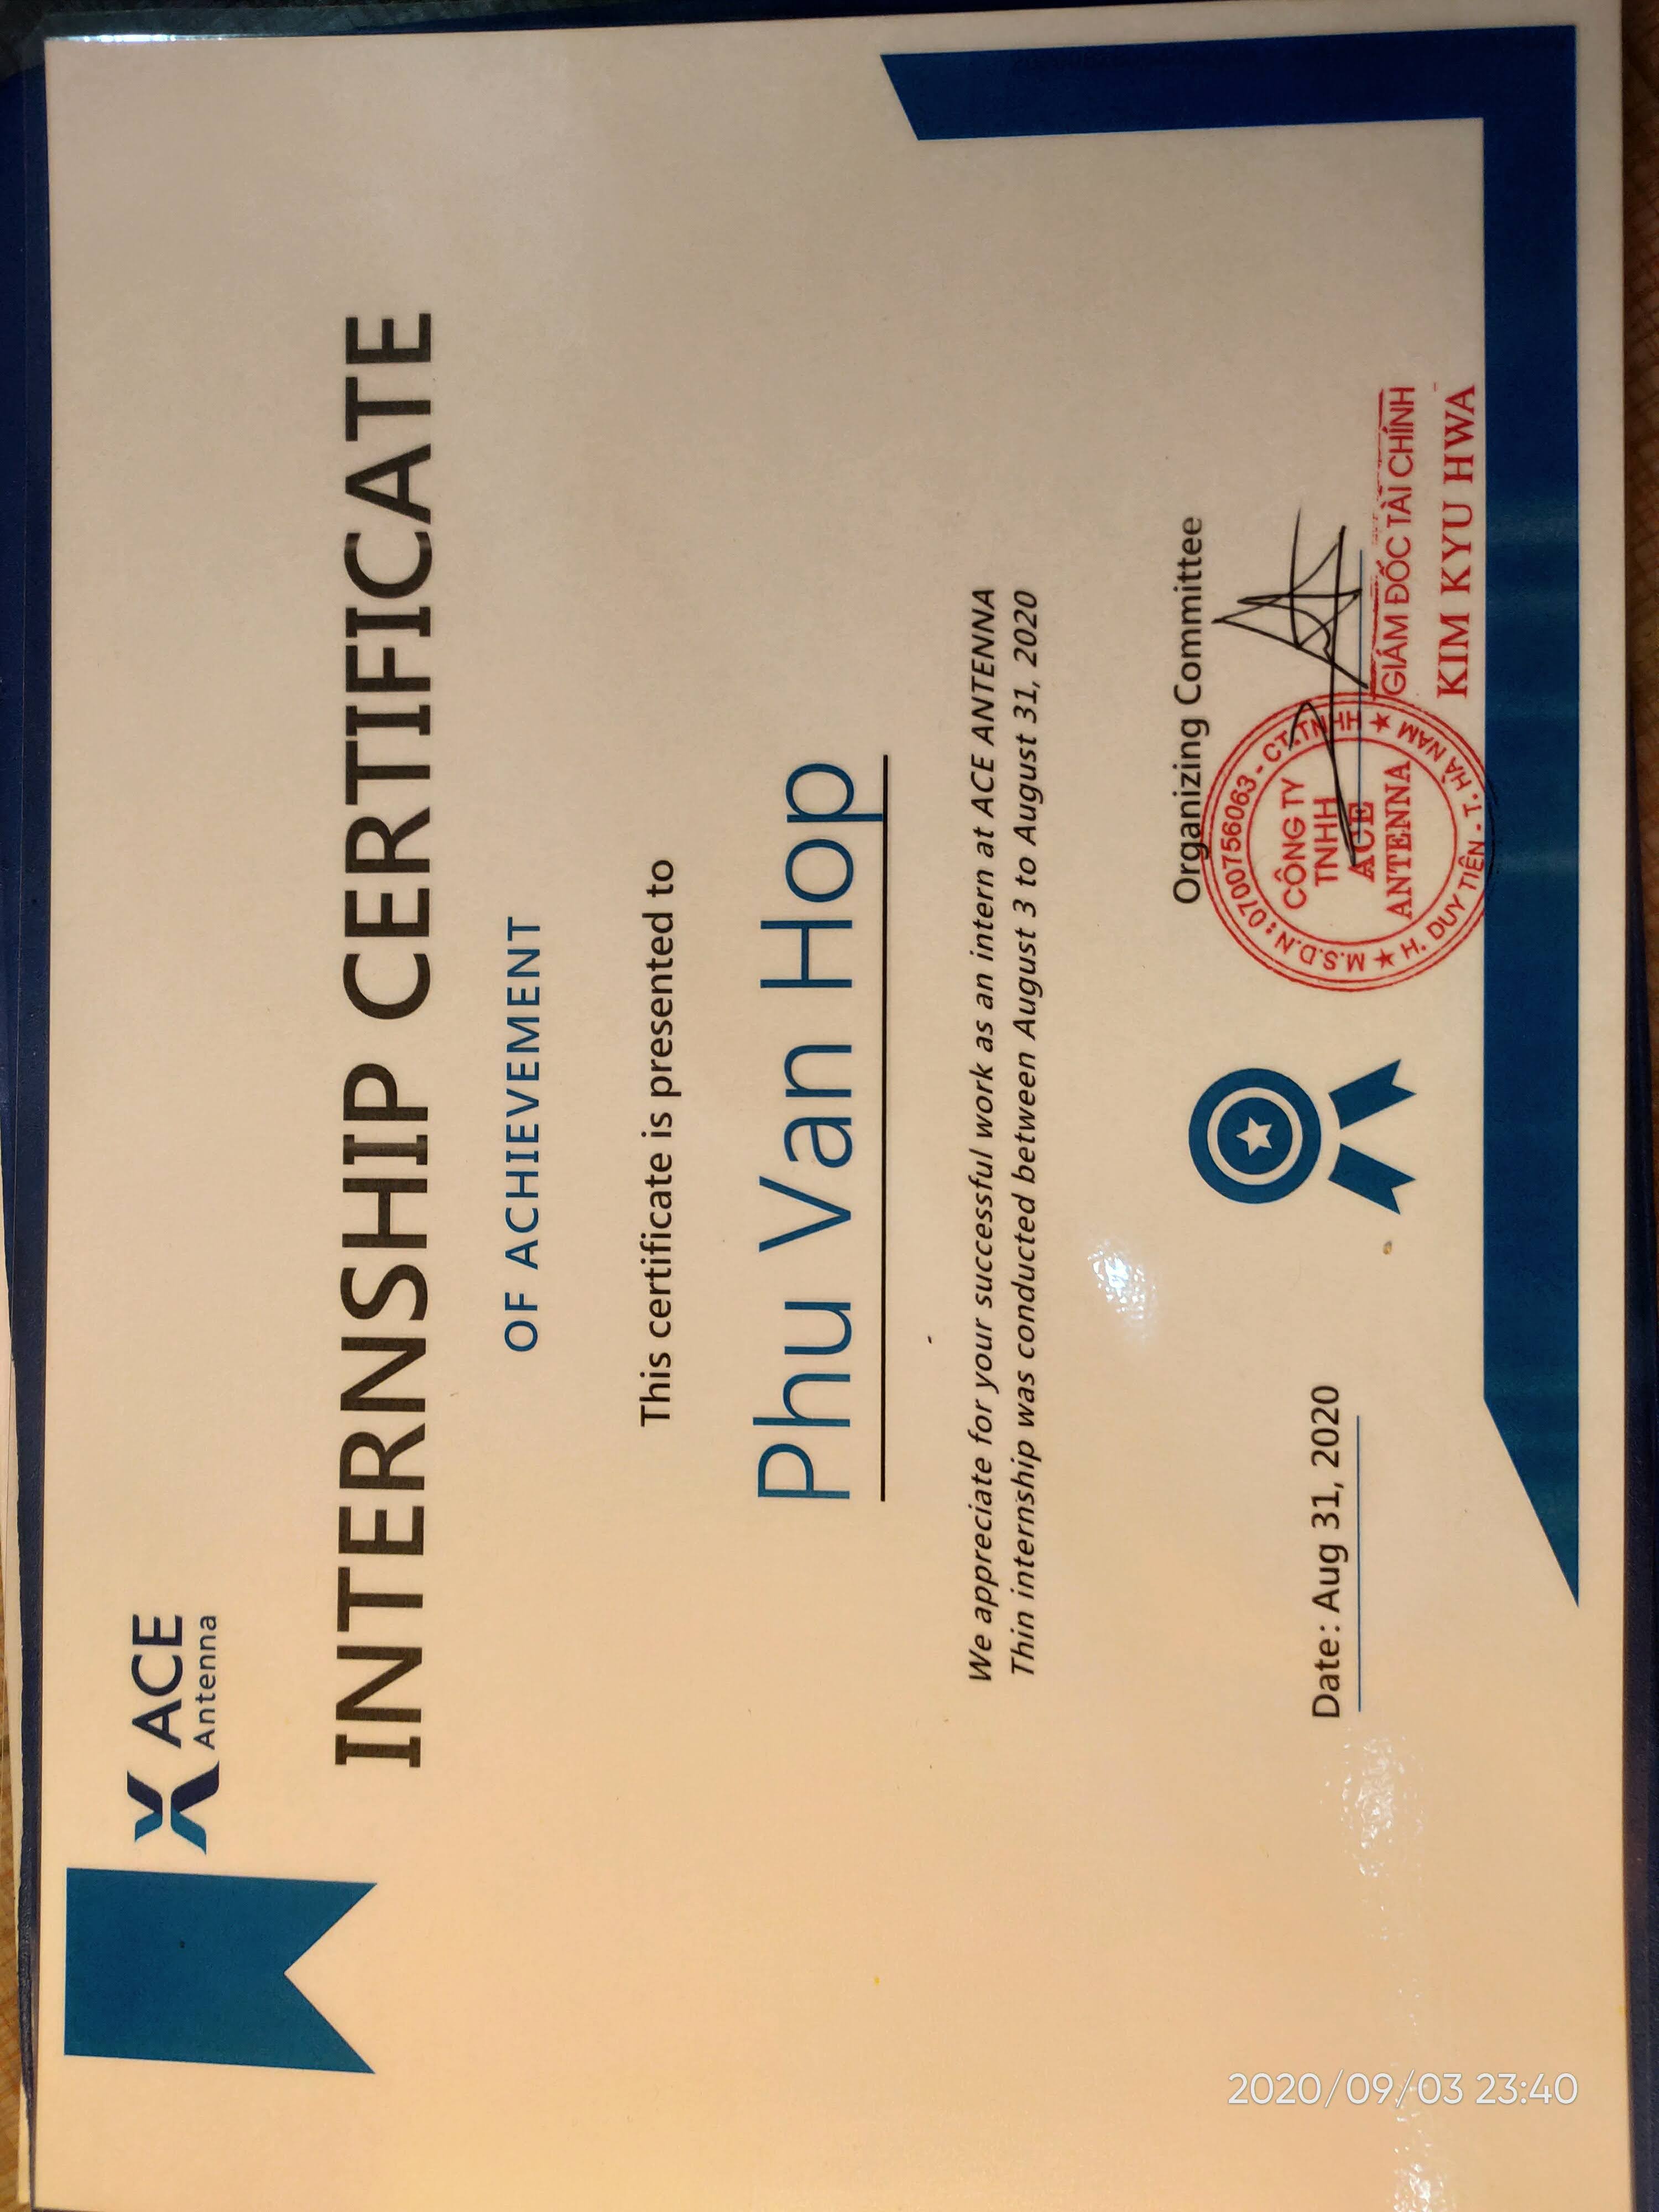 ACE
Antenna
INTERNSHIP CERTIFICATE
OF ACHIEVEMENT
This certificate is presented to
Phu Van Hop
We appreciate for your successful work as an intern at ACE ANTENNA
Thin internship was conducted between August 3 to August 31, 2020
Organizing Committee
Date: Aug 31, 2020
M.S.D.N: 0700756063 - C.T.TNHH
CÔNG TY
TNHH
ACE
ANTENNA
H. DUY TIÊN - T. HÀ NAM
GIÁM ĐỐC TÀI CHÍNH
KIM KYU HWA
2020/09/03 23:40